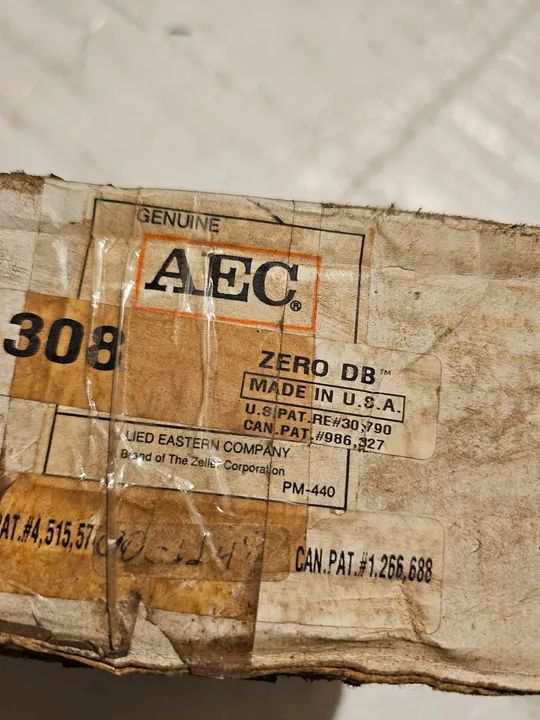 GENUINE
AEC®
308
ZERO DB™
MADE IN U.S.A.
U.S.PAT.RE#30,790
CAN.PAT.#986,327
LIED EASTERN COMPANY
Brand of The Zeller Corporation
PM-440
AT.#4,515,57
CAN.PAT.#1.266,688